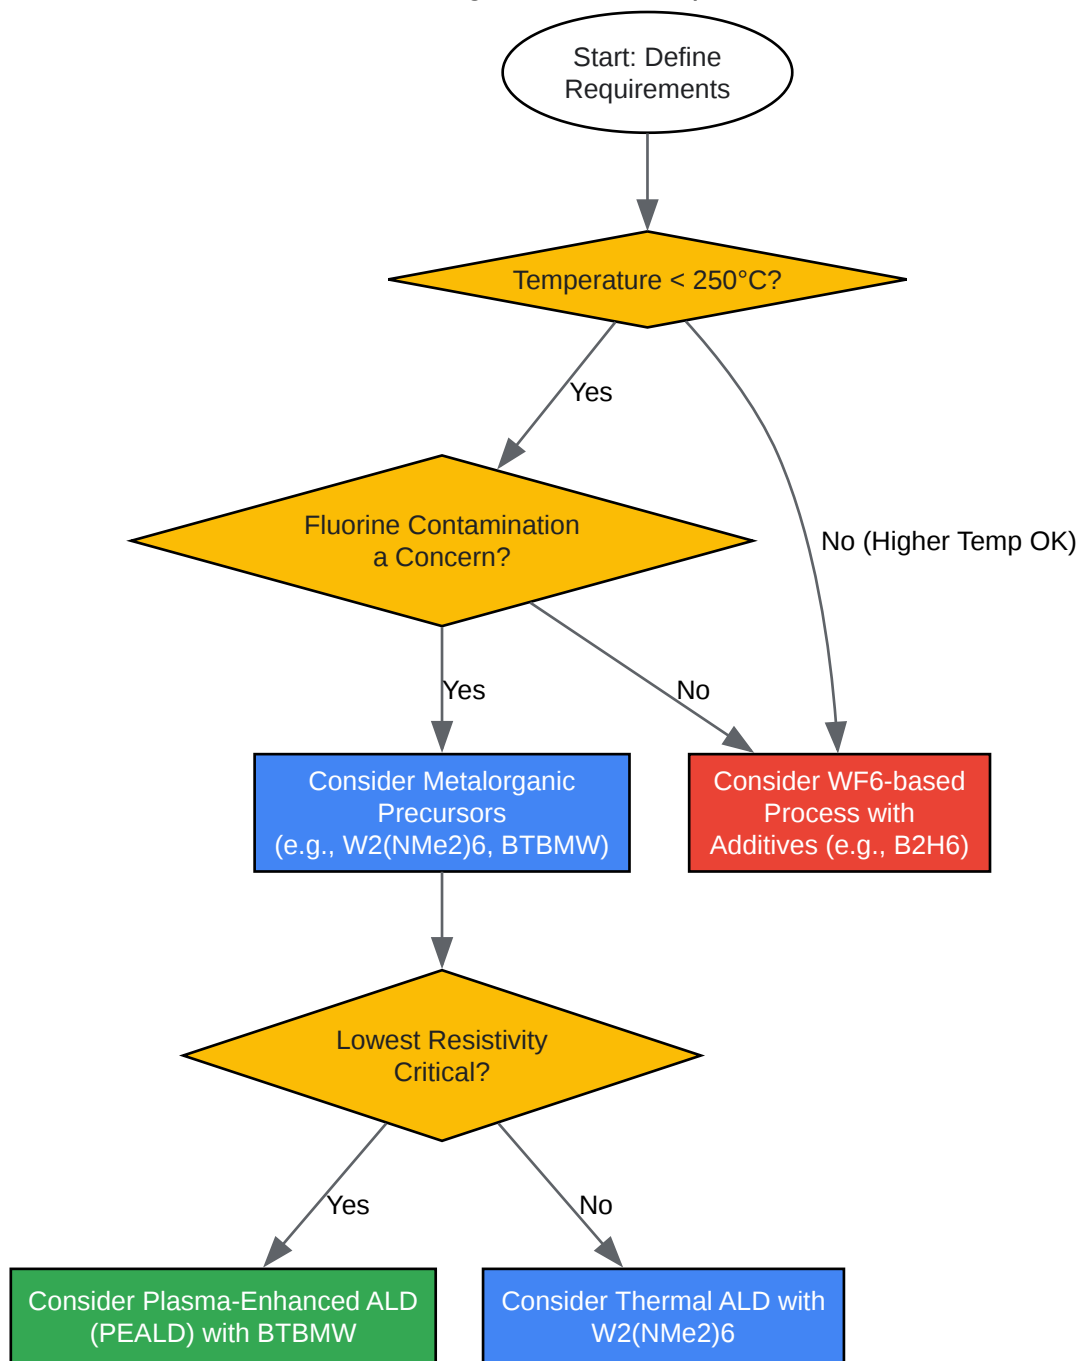 Start: Define
Requirements
Temperature < 250°C?
Yes
Fluorine Contamination
a Concern?
No (Higher Temp OK)
Yes
No
Consider Metalorganic
Precursors
(e.g., W2(NMe2)6, BTBMW)
Consider WF6-based
Process with
Additives (e.g., B2H6)
Lowest Resistivity
Critical?
Yes
No
Consider Plasma-Enhanced ALD
(PEALD) with BTBMW
Consider Thermal ALD with
W2(NMe2)6